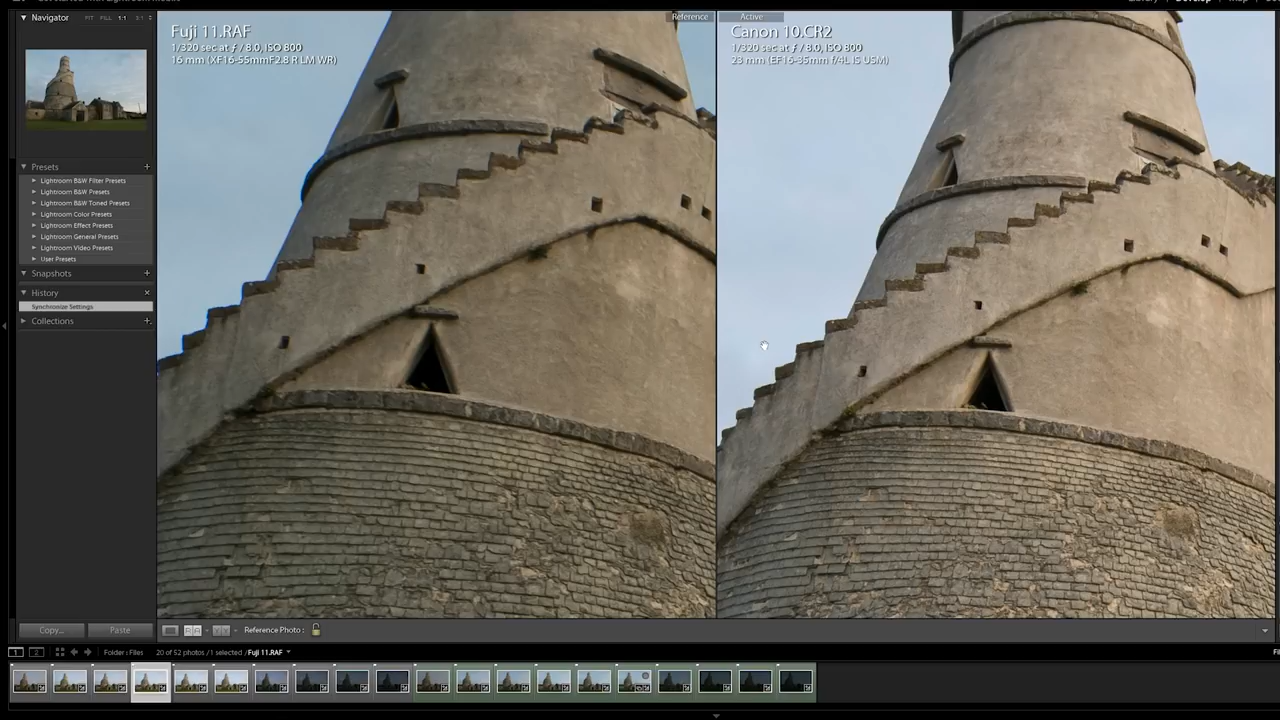 Navigator
FIT FILL 1:1 3:1
Fuji 11.RAF
1/320 sec at ƒ / 8.0, ISO 800
16 mm (XF16-55mmF2.8 R LM WR)
Reference
Active
Canon 10.CR2
1/320 sec at ƒ / 8.0, ISO 800
23 mm (EF16-35mm f/4L IS USM)
Presets
Lightroom B&W Filter Presets
Lightroom B&W Presets
Lightroom B&W Toned Presets
Lightroom Color Presets
Lightroom Effect Presets
Lightroom General Presets
Lightroom Video Presets
User Presets
Snapshots
History
Synchronize Settings
Collections
Copy...
Paste
Reference Photo :
1 2 Folder : Files 20 of 52 photos / 1 selected / Fuji 11.RAF